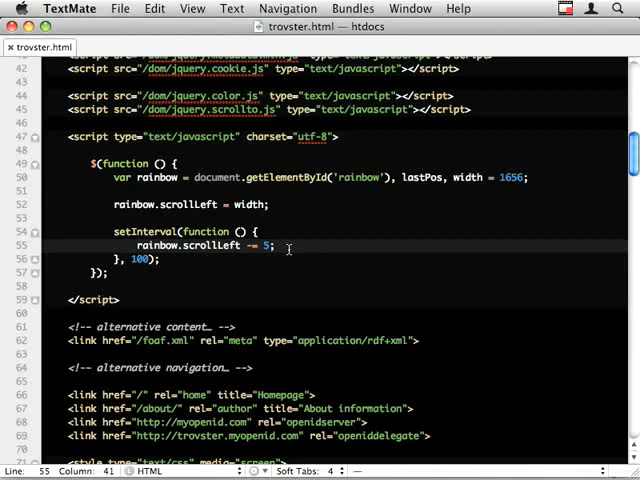 TextMate File Edit View Text Navigation Bundles Window Help
trovster.html — htdocs
× trovster.html
42 <script src="/dom/jquery.cookie.js" type="text/javascript"></script>
43
44 <script src="/dom/jquery.color.js" type="text/javascript"></script>
45 <script src="/dom/jquery.scrollto.js" type="text/javascript"></script>
46
47 <script type="text/javascript" charset="utf-8">
48
49 $(function () {
50 var rainbow = document.getElementById('rainbow'), lastPos, width = 1656;
51
52 rainbow.scrollLeft = width;
53
54 setInterval(function () {
55 rainbow.scrollLeft -= 5;
56 }, 100);
57 });
58
59 </script>
60
61 <!-- alternative content… -->
62 <link href="/foaf.xml" rel="meta" type="application/rdf+xml">
63
64 <!-- alternative navigation… -->
65
66 <link href="/" rel="home" title="Homepage">
67 <link href="/about/" rel="author" title="About information">
68 <link href="http://myopenid.com" rel="openidserver">
69 <link href="http://trovster.myopenid.com" rel="openiddelegate">
70
71 <style type="text/css" media="screen">
Line: 55 Column: 41 HTML Soft Tabs: 4 —